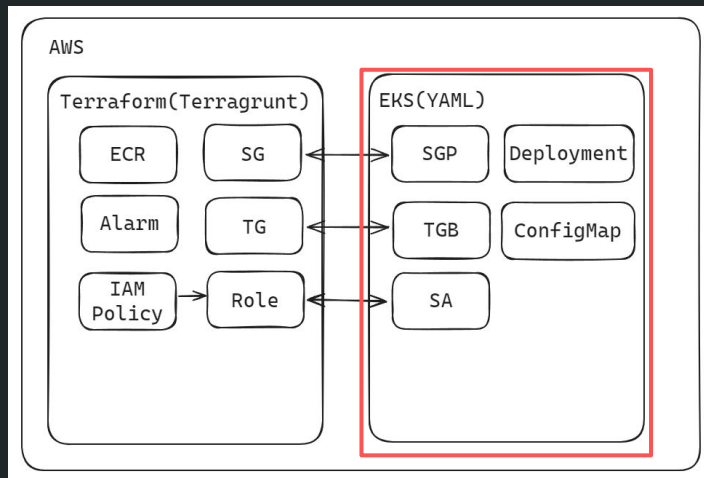 AWS
Terraform(Terragrunt)
EKS(YAML)
ECR
SG
SGP
Deployment
Alarm
TG
TGB
ConfigMap
IAM
Policy
Role
SA